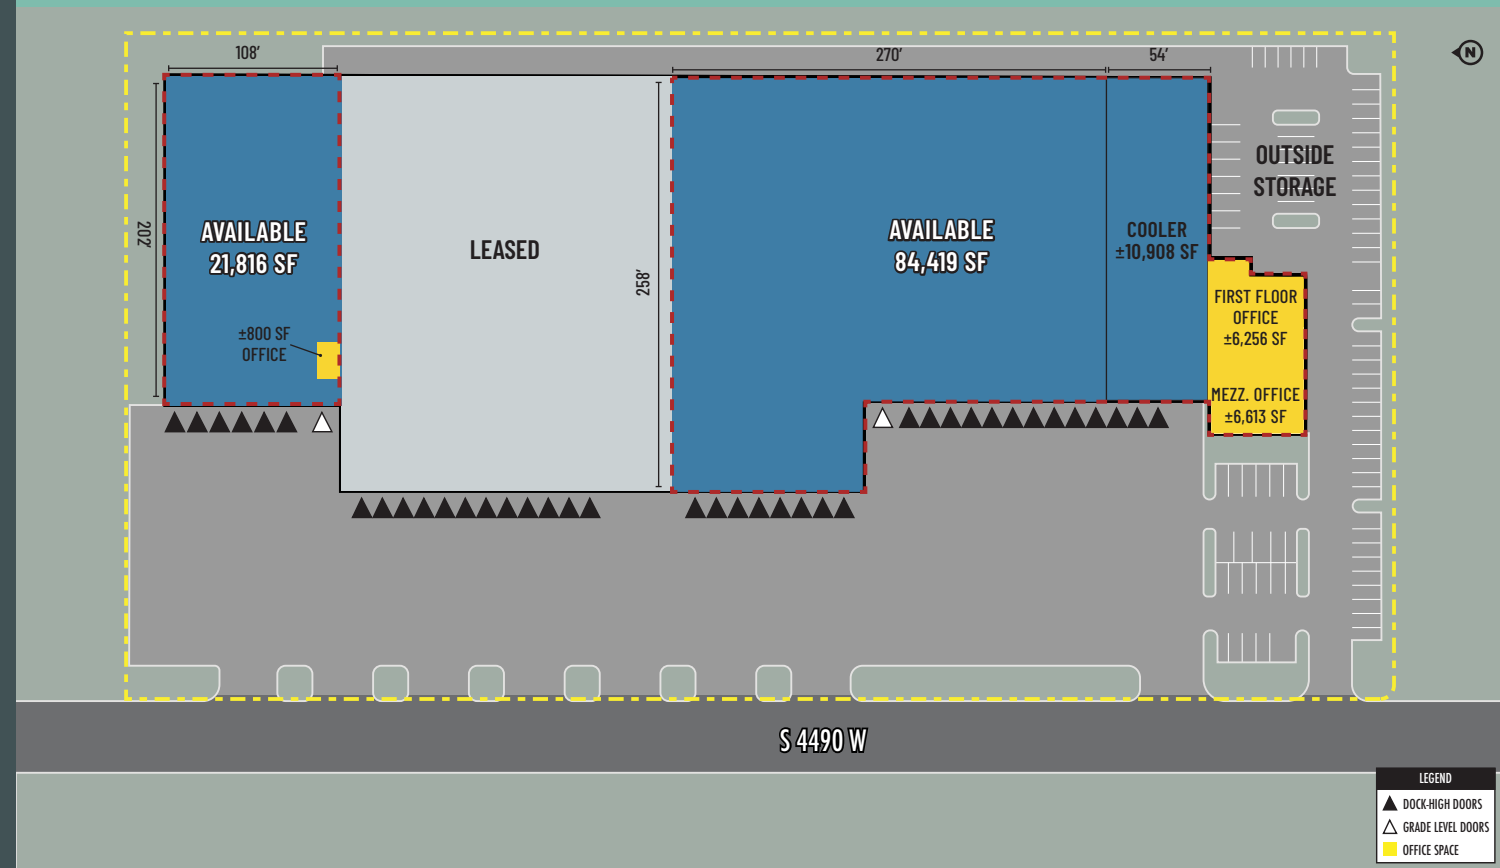 108'
270'
54'
N
OUTSIDE
STORAGE
202'
AVAILABLE
21,816 SF
LEASED
258'
AVAILABLE
84,419 SF
COOLER
±10,908 SF
±800 SF
OFFICE
FIRST FLOOR
OFFICE
±6,256 SF
MEZZ. OFFICE
±6,613 SF
S 4490 W
LEGEND
DOCK-HIGH DOORS
GRADE LEVEL DOORS
OFFICE SPACE